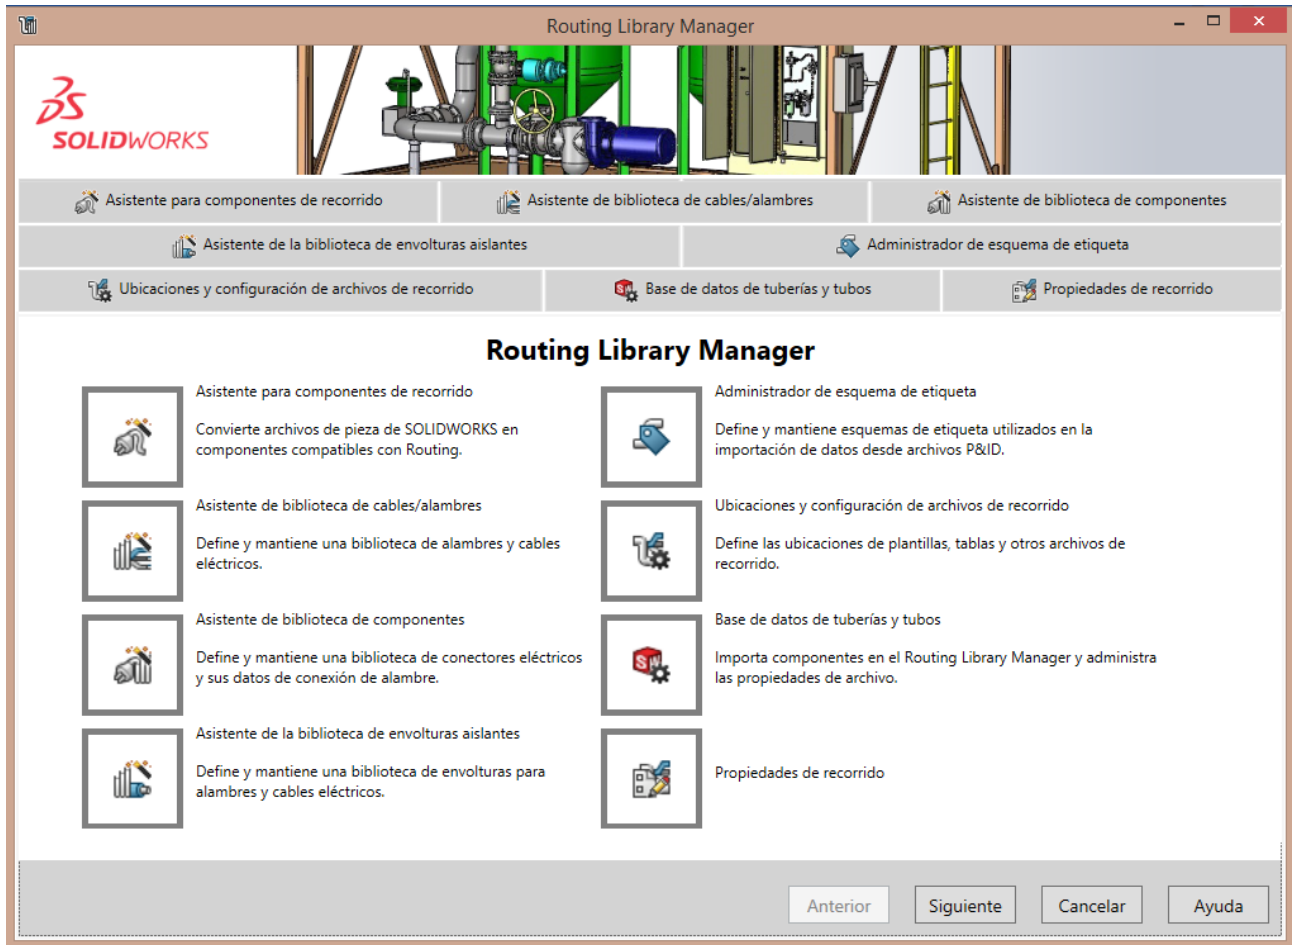 Routing Library Manager
SOLIDWORKS
Asistente para componentes de recorrido
Asistente de biblioteca de cables/alambres
Asistente de biblioteca de componentes
Asistente de la biblioteca de envolturas aislantes
Administrador de esquema de etiqueta
Ubicaciones y configuración de archivos de recorrido
Base de datos de tuberías y tubos
Propiedades de recorrido
Routing Library Manager
Asistente para componentes de recorrido
Convierte archivos de pieza de SOLIDWORKS en
componentes compatibles con Routing.
Asistente de biblioteca de cables/alambres
Define y mantiene una biblioteca de alambres y cables
eléctricos.
Asistente de biblioteca de componentes
Define y mantiene una biblioteca de conectores eléctricos
y sus datos de conexión de alambre.
Asistente de la biblioteca de envolturas aislantes
Define y mantiene una biblioteca de envolturas para
alambres y cables eléctricos.
Administrador de esquema de etiqueta
Define y mantiene esquemas de etiqueta utilizados en la
importación de datos desde archivos P&ID.
Ubicaciones y configuración de archivos de recorrido
Define las ubicaciones de plantillas, tablas y otros archivos de
recorrido.
Base de datos de tuberías y tubos
Importa componentes en el Routing Library Manager y administra
las propiedades de archivo.
Propiedades de recorrido
Anterior
Siguiente
Cancelar
Ayuda